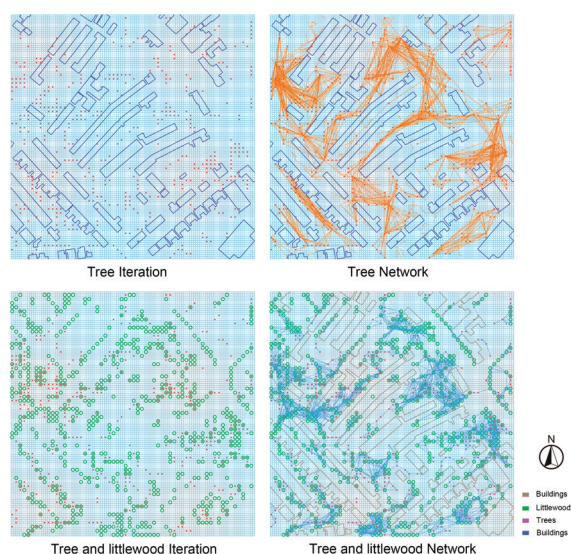 Tree Iteration
Tree Network
Tree and littlewood Iteration
Tree and littlewood Network
N
Buildings
Littlewood
Trees
Buildings